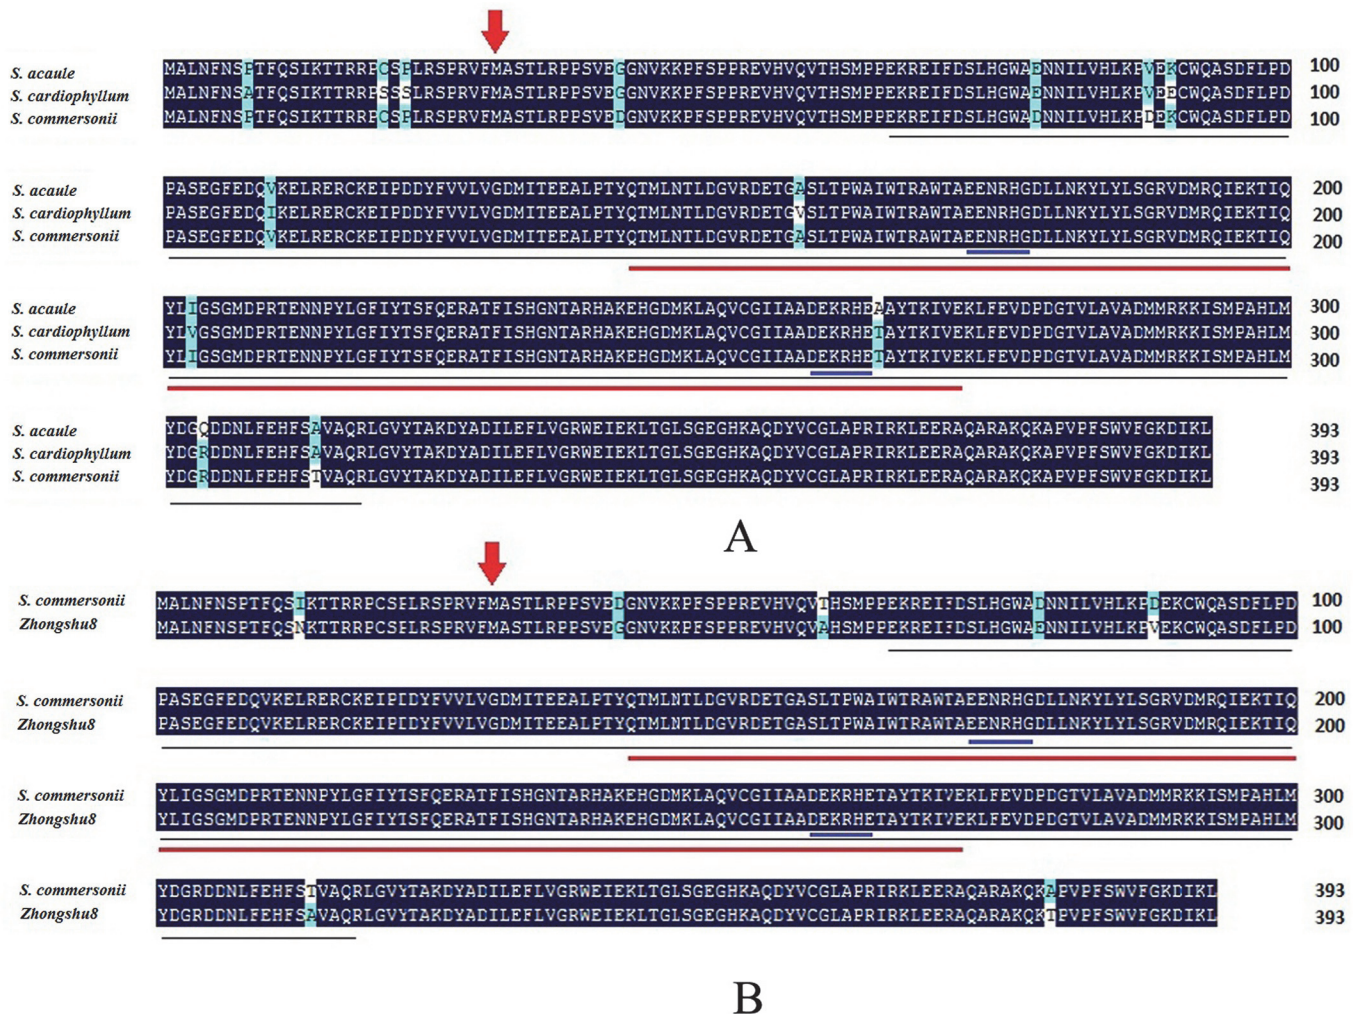 S. acaule MALNFNSPTFQSIKTTRRPCSPLRSPRVFMASTLRPPSVEGGNVKKPFSPPREVHVQVTHSMPPEKREIFDSLHGWAENNILVHLKPVEKCWQASDFLPD 100
S. cardiophyllum MALNFNSATFQSIKTTRRPSSSLRSPRVFMASTLRPPSVEGGNVKKPFSPPREVHVQVTHSMPPEKREIFDSLHGWAENNILVHLKPVEECWQASDFLPD 100
S. commersonii MALNFNSPTFQSIKTTRRPCSPLRSPRVFMASTLRPPSVEDGNVKKPFSPPREVHVQVTHSMPPEKREIFDSLHGWADNNILVHLKPDEKCWQASDFLPD 100
S. acaule PASEGFEDQVKELRERCKEIPDDYFVVLVGDMITEEALPTYQTMLNTLDGVRDETGASLTPWAIWTRAWTAEENRHGDLLNKYLYLSGRVDMRQIEKTIQ 200
S. cardiophyllum PASEGFEDQIKELRERCKEIPDDYFVVLVGDMITEEALPTYQTMLNTLDGVRDETGVSLTPWAIWTRAWTAEENRHGDLLNKYLYLSGRVDMRQIEKTIQ 200
S. commersonii PASEGFEDQVKELRERCKEIPDDYFVVLVGDMITEEALPTYQTMLNTLDGVRDETGASLTPWAIWTRAWTAEENRHGDLLNKYLYLSGRVDMRQIEKTIQ 200
S. acaule YLIGSGMDPRTENNPYLGFIYTSFQERATFISHGNTARHAKEHGDMKLAQVCGIIAADEKRHEAAYTKIVEKLFEVDPDGTVLAVADMMRKKISMPAHLM 300
S. cardiophyllum YLVGSGMDPRTENNPYLGFIYTSFQERATFISHGNTARHAKEHGDMKLAQVCGIIAADEKRHETAYTKIVEKLFEVDPDGTVLAVADMMRKKISMPAHLM 300
S. commersonii YLIGSGMDPRTENNPYLGFIYTSFQERATFISHGNTARHAKEHGDMKLAQVCGIIAADEKRHETAYTKIVEKLFEVDPDGTVLAVADMMRKKISMPAHLM 300
S. acaule YDGQDDNLFEHFSAVAQRLGVYTAKDYADILEFLVGRWEIEKLTGLSGEGHKAQDYVCGLAPRIRKLEERAQARAKQKAPVPFSWVFGKDIKL 393
S. cardiophyllum YDGRDDNLFEHFSAVAQRLGVYTAKDYADILEFLVGRWEIEKLTGLSGEGHKAQDYVCGLAPRIRKLEERAQARAKQKAPVPFSWVFGKDIKL 393
S. commersonii YDGRDDNLFEHFSTVAQRLGVYTAKDYADILEFLVGRWEIEKLTGLSGEGHKAQDYVCGLAPRIRKLEERAQARAKQKAPVPFSWVFGKDIKL 393
A
S. commersonii MALNFNSPTFQSIKTTRRPCSPLRSPRVFMASTLRPPSVEDGNVKKPFSPPREVHVQVTHSMPPEKREIFDSLHGWADNNILVHLKPDEKCWQASDFLPD 100
Zhongshu8 MALNFNSPTFQSNKTTRRPCSPLRSPRVFMASTLRPPSVEGGNVKKPFSPPREVHVQVAHSMPPEKREIFDSLHGWAENNILVHLKPVEKCWQASDFLPD 100
S. commersonii PASEGFEDQVKELRERCKEIPDDYFVVLVGDMITEEALPTYQTMLNTLDGVRDETGASLTPWAIWTRAWTAEENRHGDLLNKYLYLSGRVDMRQIEKTIQ 200
Zhongshu8 PASEGFEDQVKELRERCKEIPDDYFVVLVGDMITEEALPTYQTMLNTLDGVRDETGASLTPWAIWTRAWTAEENRHGDLLNKYLYLSGRVDMRQIEKTIQ 200
S. commersonii YLIGSGMDPRTENNPYLGFIYTSFQERATFISHGNTARHAKEHGDMKLAQVCGIIAADEKRHETAYTKIVEKLFEVDPDGTVLAVADMMRKKISMPAHLM 300
Zhongshu8 YLIGSGMDPRTENNPYLGFIYTSFQERATFISHGNTARHAKEHGDMKLAQVCGIIAADEKRHETAYTKIVEKLFEVDPDGTVLAVADMMRKKISMPAHLM 300
S. commersonii YDGRDDNLFEHFSTVAQRLGVYTAKDYADILEFLVGRWEIEKLTGLSGEGHKAQDYVCGLAPRIRKLEERAQARAKQKAPVPFSWVFGKDIKL 393
Zhongshu8 YDGRDDNLFEHFSAVAQRLGVYTAKDYADILEFLVGRWEIEKLTGLSGEGHKAQDYVCGLAPRIRKLEERAQARAKQKTPVPFSWVFGKDIKL 393
B